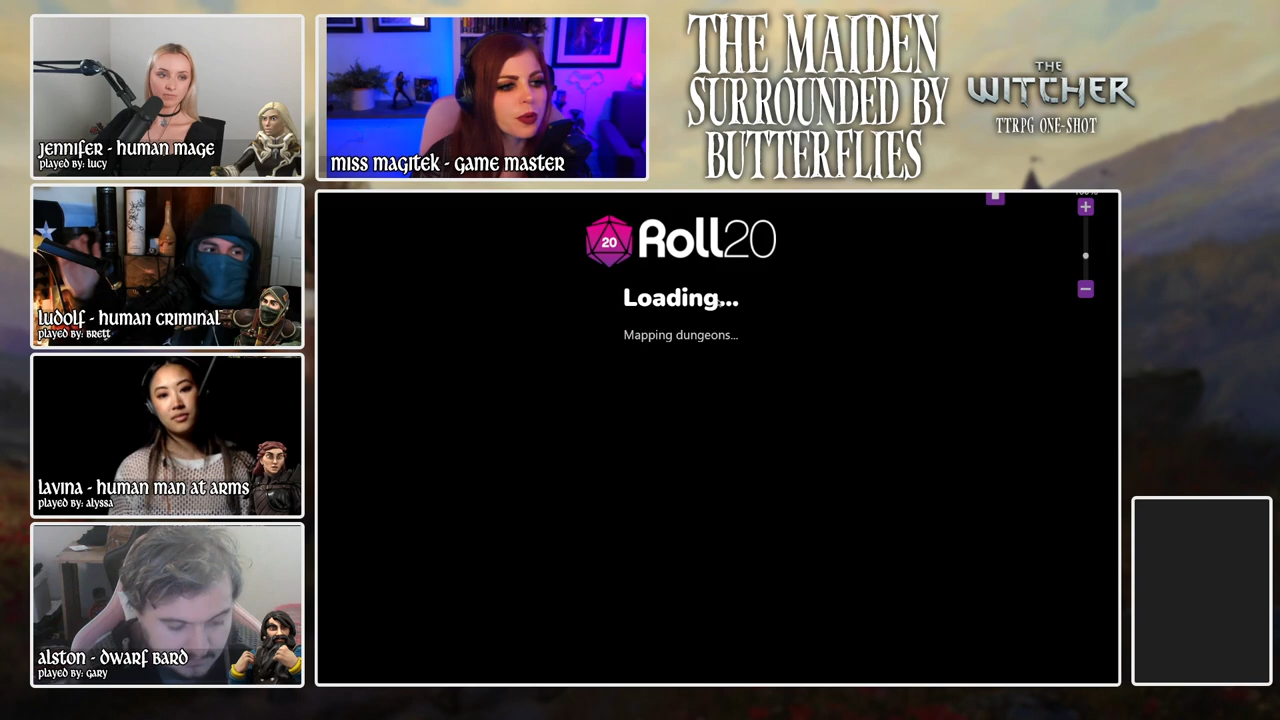 Jennifer - Human Mage
Played by: Lucy
Miss Magitek - Game Master
THE MAIDEN
SURROUNDED BY
BUTTERFLIES
THE
WITCHER
TTRPG ONE-SHOT
Ludolf - Human Criminal
Played by: Brett
Lavina - Human Man at Arms
Played by: Alyssa
Alston - Dwarf Bard
Played by: Gary
20
Roll20
Loading...
Mapping dungeons...